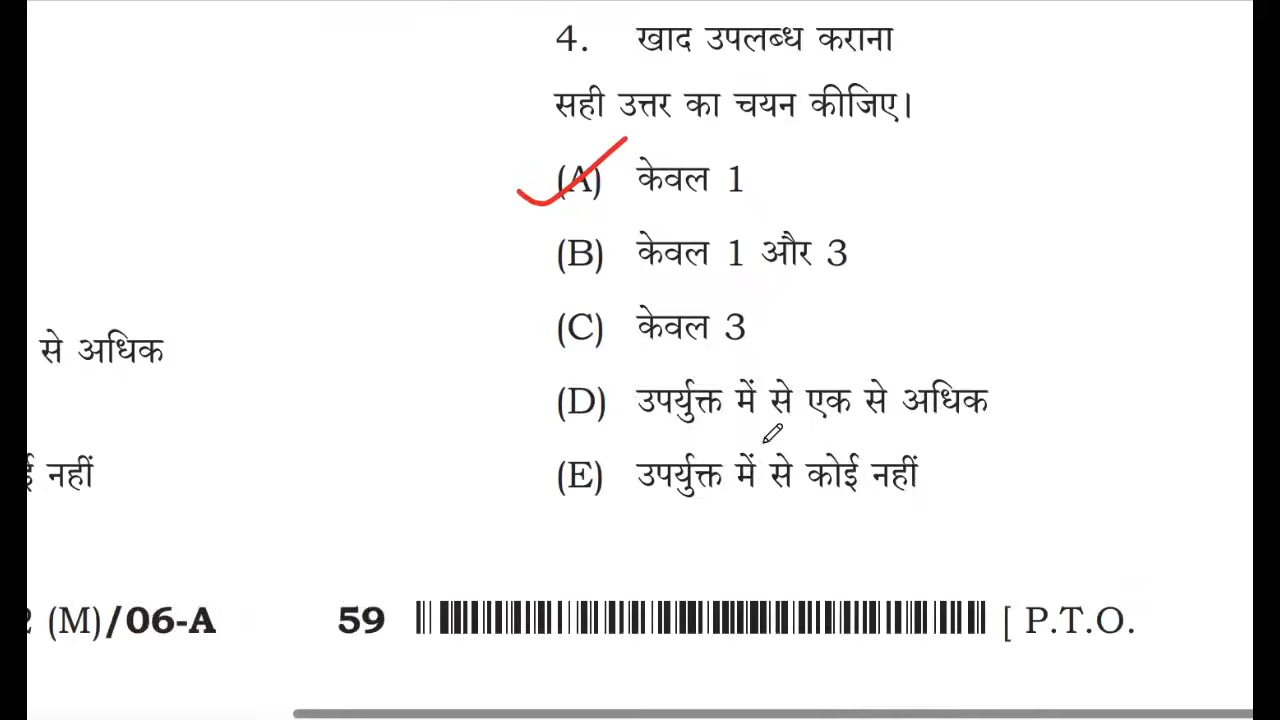 4. खाद उपलब्ध कराना
सही उत्तर का चयन कीजिए।
(A) केवल 1
(B) केवल 1 और 3
(C) केवल 3
से अधिक
(D) उपर्युक्त में से एक से अधिक
नहीं
(E) उपर्युक्त में से कोई नहीं
(M)/06-A 59 [ P.T.O.